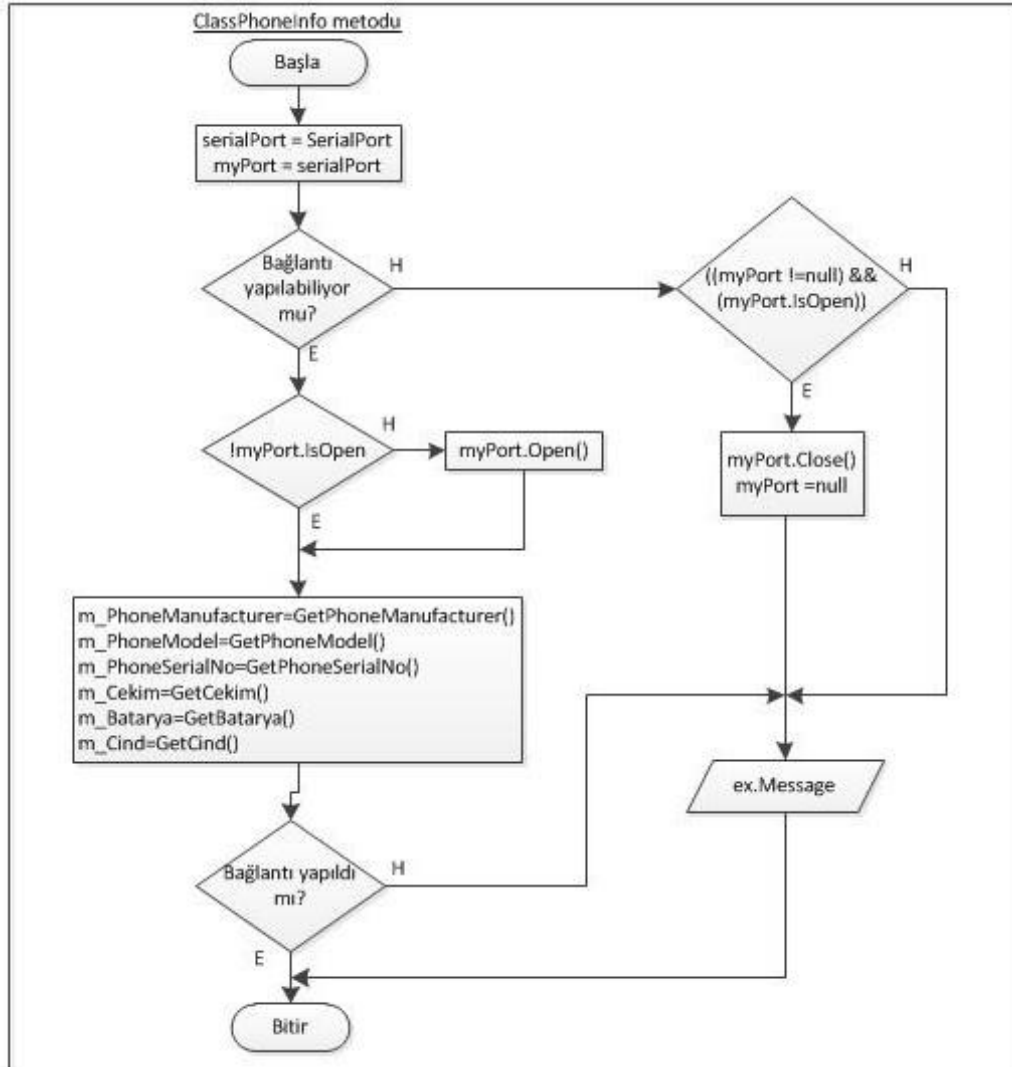 ClassPhoneInfo metodu
Başla
serialPort = SerialPort
myPort = serialPort
Bağlantı
yapılabiliyor
mu?
H
E
((myPort !=null) &&
(myPort.IsOpen))
H
E
!myPort.IsOpen
H
E
myPort.Open()
myPort.Close()
myPort =null
m_PhoneManufacturer=GetPhoneManufacturer()
m_PhoneModel=GetPhoneModel()
m_PhoneSerialNo=GetPhoneSerialNo()
m_Cekim=GetCekim()
m_Batarya=GetBatarya()
m_Cind=GetCind()
ex.Message
Bağlantı yapıldı
mı?
H
E
Bitir